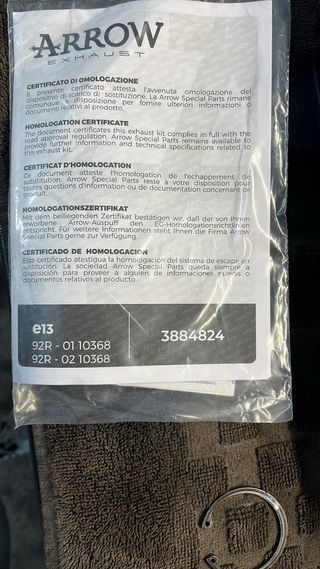 ARROW
EXHAUST
CERTIFICATO DI OMOLOGAZIONE
Il presente certificato attesta l'avvenuta omologazione del
dispositivo di scarico di sostituzione. La Arrow Special Parts rimane
comunque a disposizione per fornire ulteriori informazioni o
documenti relativi al prodotto.
HOMOLOGATION CERTIFICATE
The document certificates this exhaust kit complies in full with the
road approval regulation. Arrow Special Parts remains available to
provide further information and technical specifications related to
this exhaust kit.
CERTIFICAT D'HOMOLOGATION
Ce document atteste l'homologation de l'echappement de
substitution. Arrow Special Parts reste à votre disposition pour
toutes questions d'information ou de documentation concernant de
produit.
HOMOLOGATIONSZERTIFIKAT
Mit dem beiliegenden Zertifikat bestätigen wir, daß der von Ihnen
erworbene Arrow-Auspuff den EG-Homologationsrichtlinien
entspricht. Für weitere Informationen steht Ihnen die Firma Arrow
Special Parts gerne zur Verfügung.
CERTIFICADO DE HOMOLOGACIÓN
Este certificado atestigua la homologación del sistema de escape en
sustitución. La sociedad Arrow Special Parts queda siempre a
disposición para proveer a alguien de informaciones nuevas o
documentos relativos al producto.
e13
92R - 01 10368
92R - 02 10368
3884824